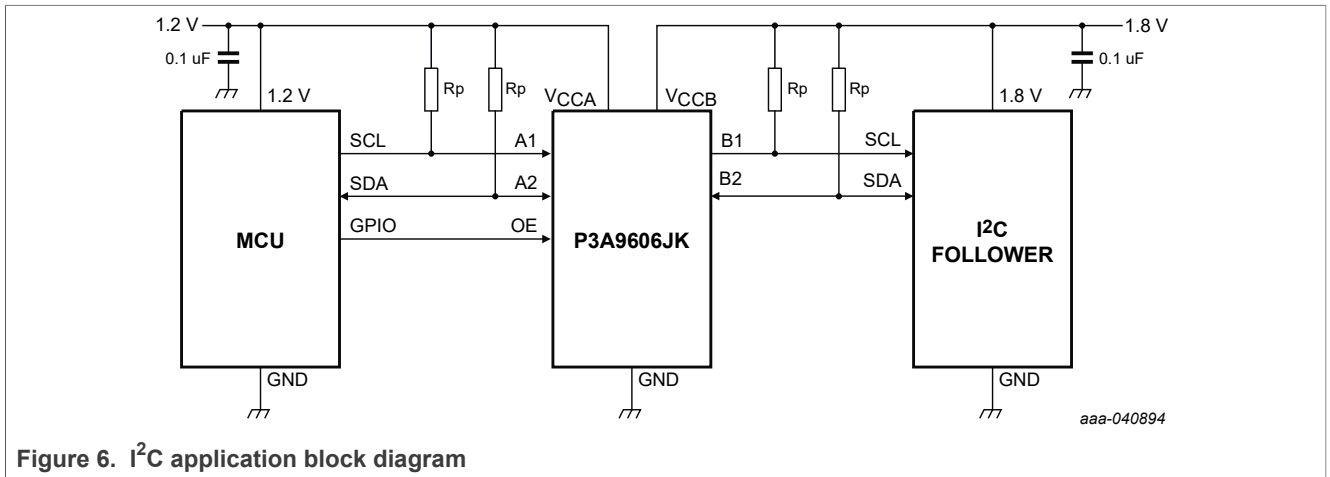 1.2 V
1.8 V
0.1 uF
0.1 uF
Rp
Rp
Rp
Rp
1.2 V
VCCA
VCCB
1.8 V
SCL
A1
B1
SCL
SDA
A2
B2
SDA
GPIO
OE
MCU
P3A9606JK
I2C
FOLLOWER
GND
GND
GND
aaa-040894
Figure 6. I2C application block diagram